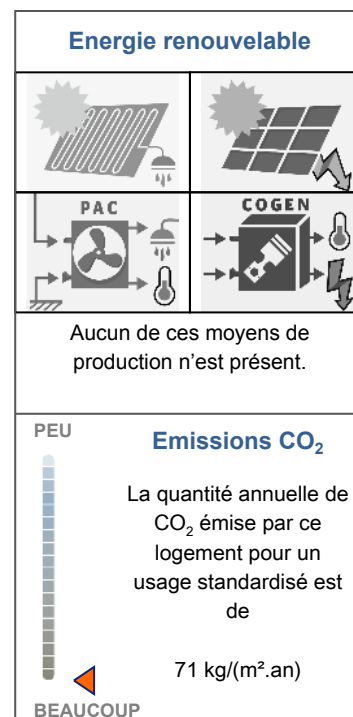 Energie renouvelable
PAC
COGEN
Aucun de ces moyens de
production n'est présent.
PEU
Emissions CO₂
La quantité annuelle de
CO₂ émise par ce
logement pour un
usage standardisé est
de
71 kg/(m².an)
BEAUCOUP